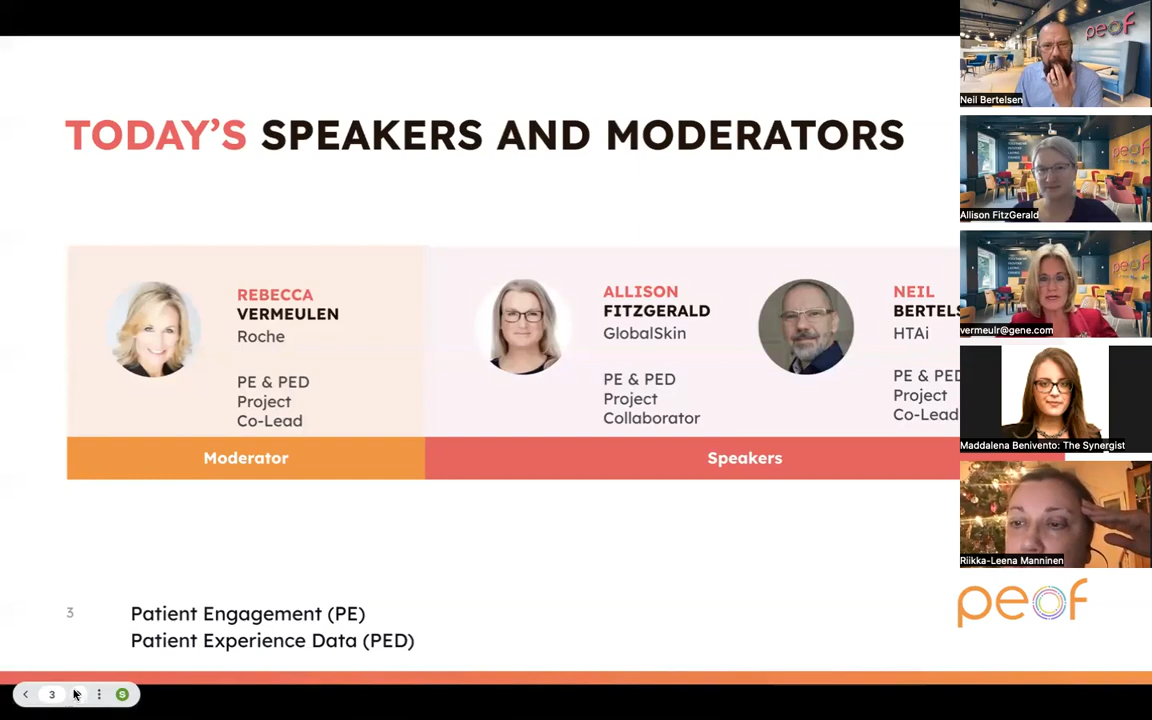 TODAY'S SPEAKERS AND MODERATORS
REBECCA
VERMEULEN
Roche
PE & PED
Project
Co-Lead
Moderator
ALLISON
FITZGERALD
GlobalSkin
PE & PED
Project
Collaborator
NEIL
BERTELS
HTAi
PE & PED
Project
Co-Lead
Speakers
3
Patient Engagement (PE)
Patient Experience Data (PED)
peof
3
S
peof
Neil Bertelsen
peof
Allison FitzGerald
peof
vermeulr@gene.com
Maddalena Benivento: The Synergist
Riikka-Leena Manninen